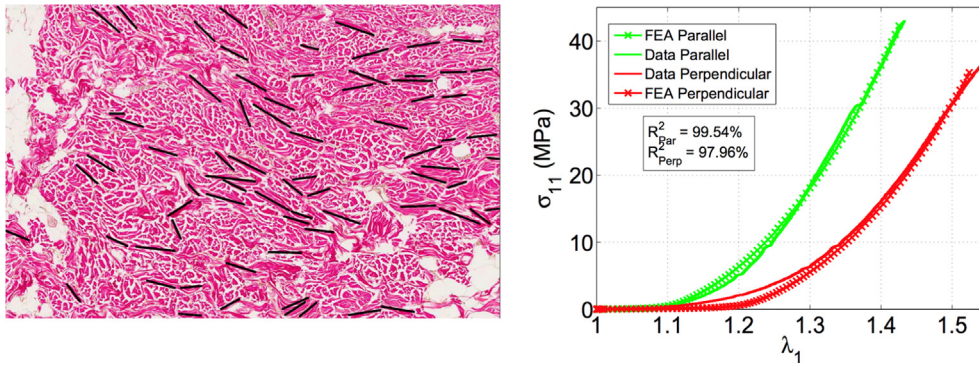 FEA Parallel
Data Parallel
Data Perpendicular
FEA Perpendicular
R²Par = 99.54%
R²Perp = 97.96%
σ11 (MPa)
40
30
20
10
0
1 1.1 1.2 1.3 1.4 1.5
λ1